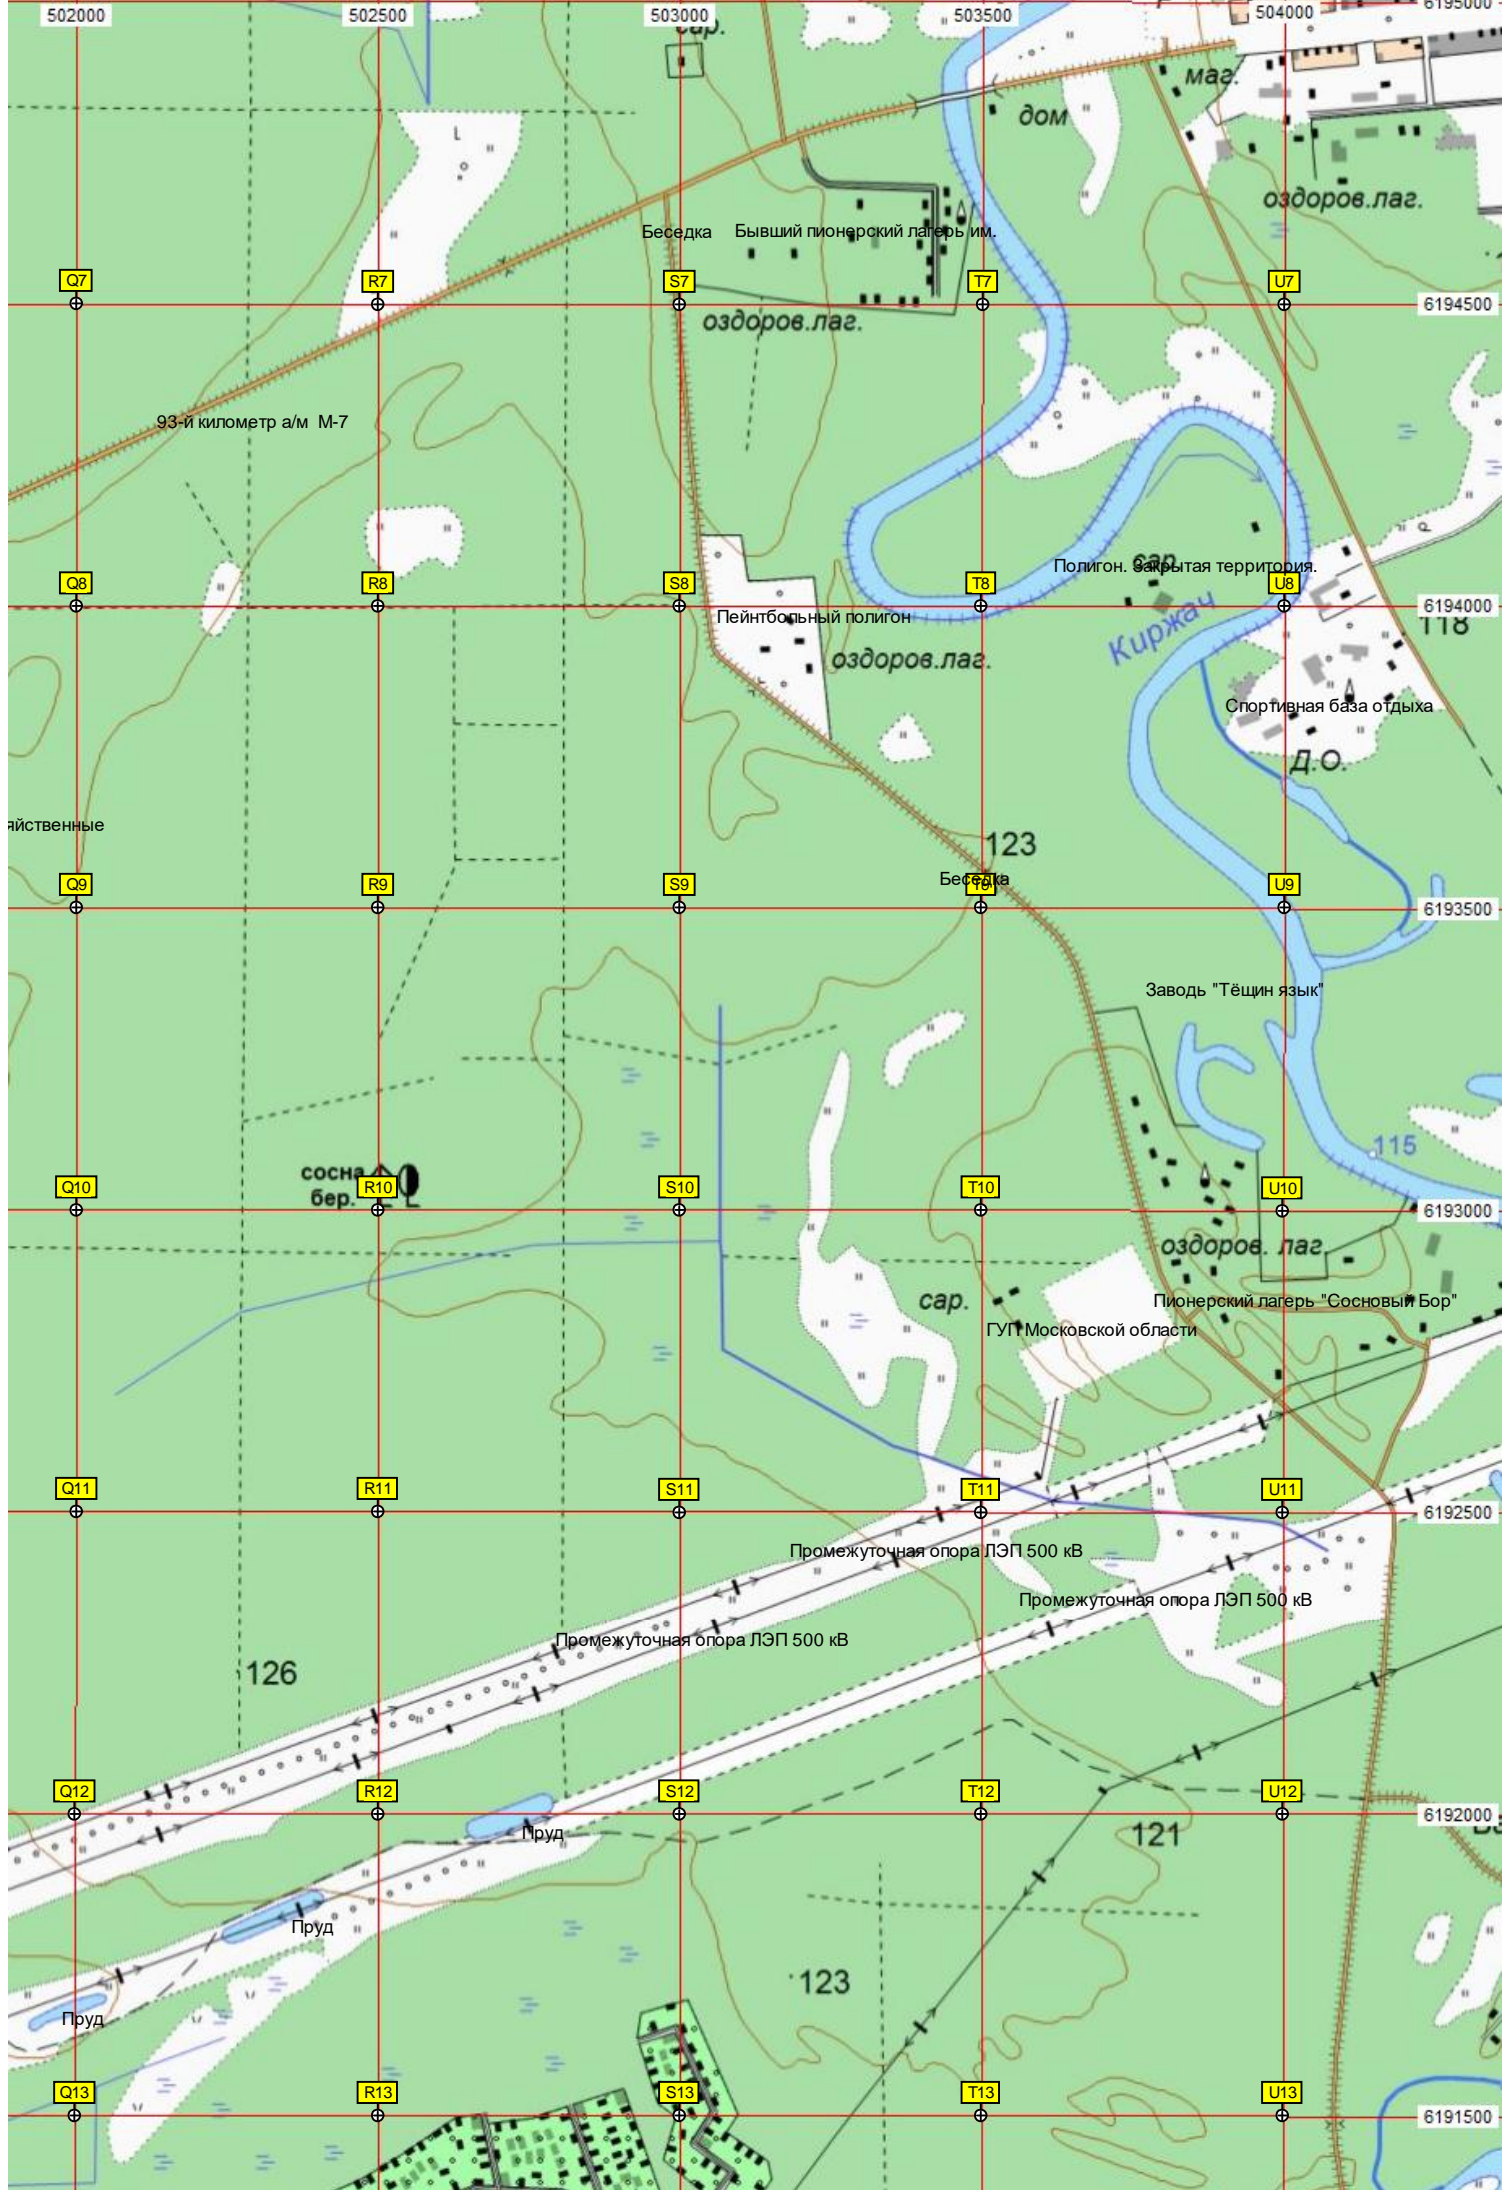 502000
502500
503000
503500
504000
6195000
сар.
маг.
дом
оздоров.лаг.
Беседка
Бывший пионерский лагерь им.
Q7
R7
S7
T7
U7
6194500
оздоров.лаг.
93-й километр а/м М-7
сар.
Полигон. Закрытая территория.
Q8
R8
S8
T8
U8
6194000
Пейнтбольный полигон
Киржач
118
оздоров.лаг.
Спортивная база отдыха
Д.О.
яйственные
123
Беседка
Q9
R9
S9
T9
U9
6193500
Заводь "Тёщин язык"
115
сосна
бер.
Q10
R10
S10
T10
U10
6193000
оздоров. лаг.
сар.
Пионерский лагерь "Сосновый Бор"
ГУП Московской области
Q11
R11
S11
T11
U11
6192500
Промежуточная опора ЛЭП 500 кВ
Промежуточная опора ЛЭП 500 кВ
Промежуточная опора ЛЭП 500 кВ
126
Q12
R12
S12
T12
U12
6192000
Пруд
121
Пруд
123
Пруд
Q13
R13
S13
T13
U13
6191500